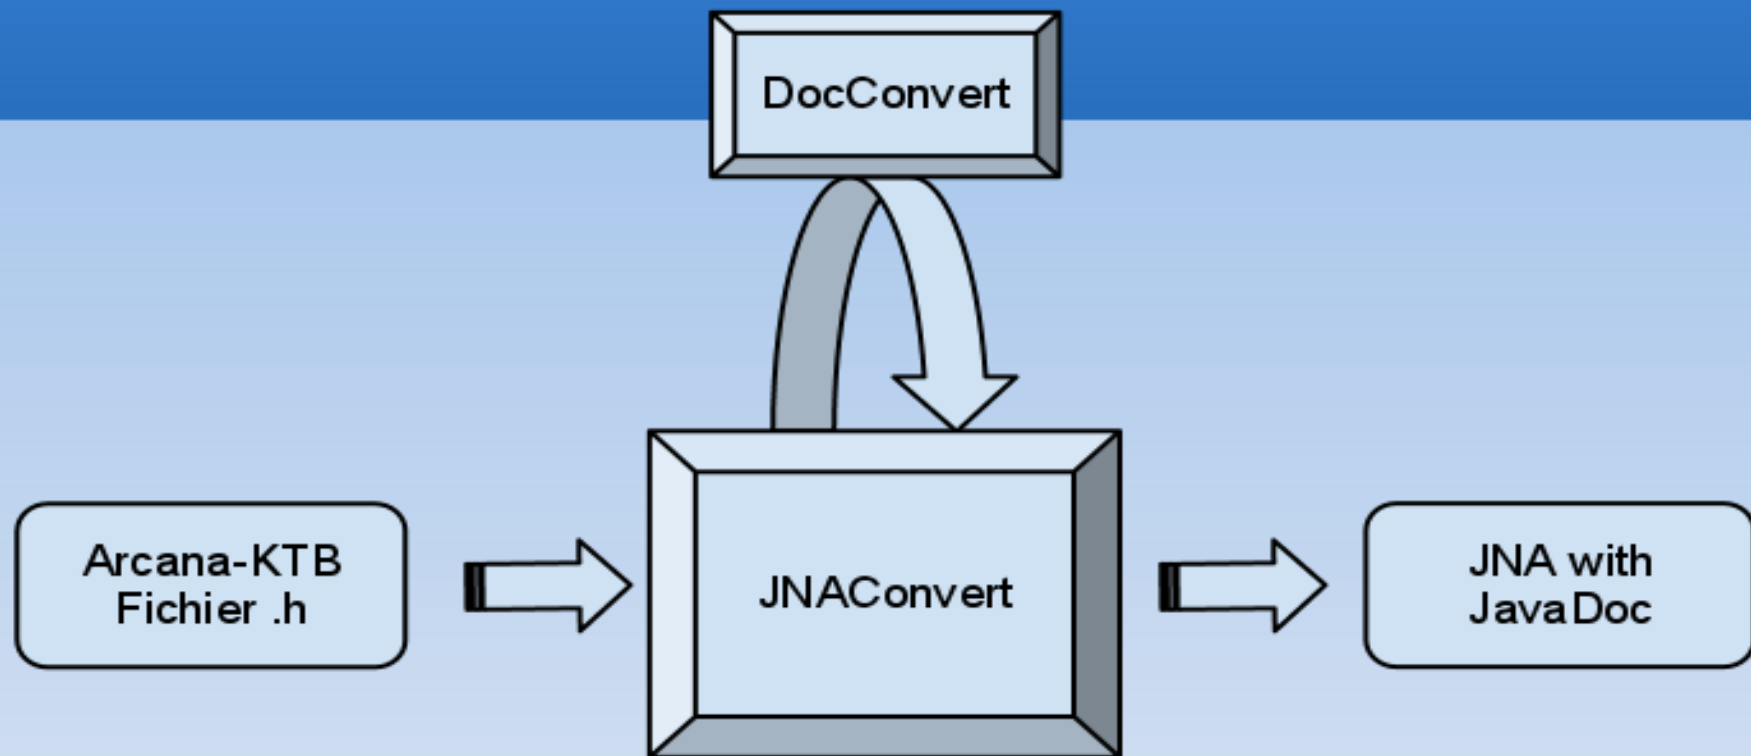 DocConvert
Arcana-KTB
Fichier .h
JNAConvert
JNA with
JavaDoc